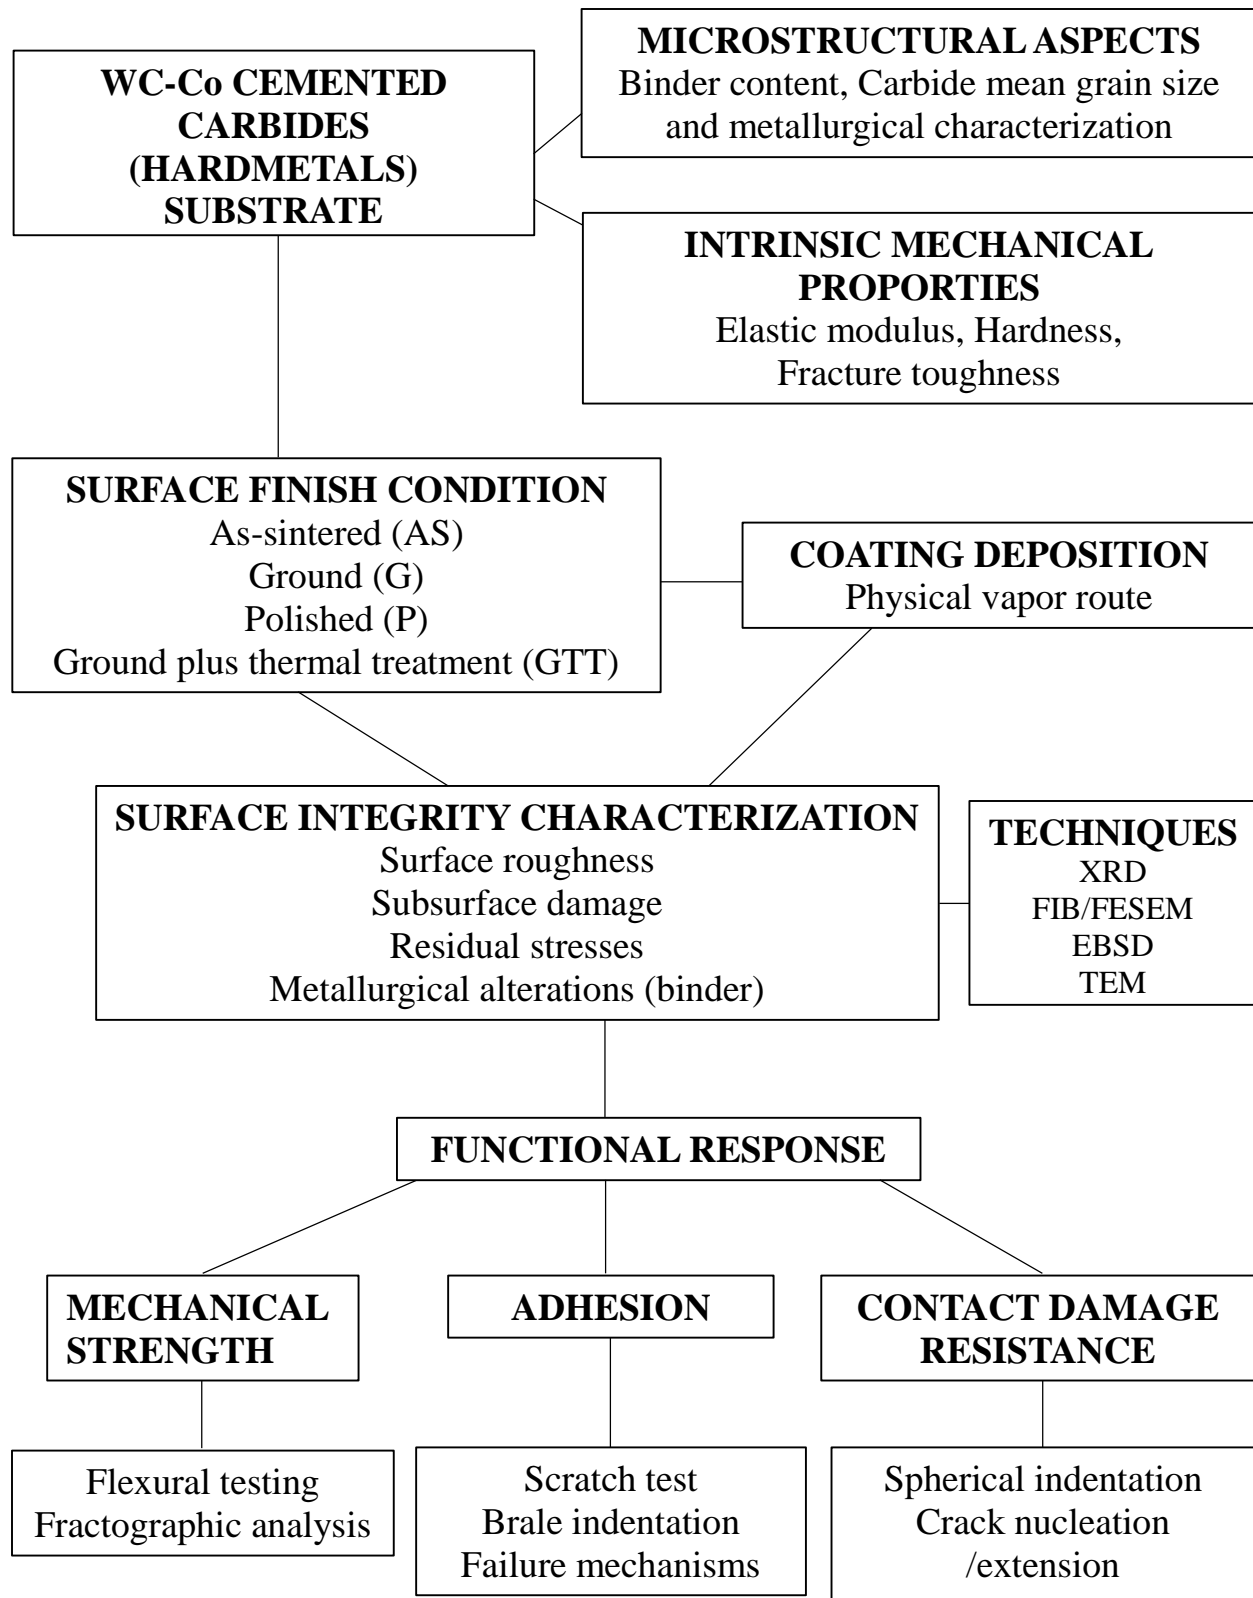 WC-Co CEMENTED
CARBIDES
(HARDMETALS)
SUBSTRATE
MICROSTRUCTURAL ASPECTS
Binder content, Carbide mean grain size
and metallurgical characterization
INTRINSIC MECHANICAL
PROPORTIES
Elastic modulus, Hardness,
Fracture toughness
SURFACE FINISH CONDITION
As-sintered (AS)
Ground (G)
Polished (P)
Ground plus thermal treatment (GTT)
COATING DEPOSITION
Physical vapor route
SURFACE INTEGRITY CHARACTERIZATION
Surface roughness
Subsurface damage
Residual stresses
Metallurgical alterations (binder)
TECHNIQUES
XRD
FIB/FESEM
EBSD
TEM
FUNCTIONAL RESPONSE
MECHANICAL
STRENGTH
Flexural testing
Fractographic analysis
ADHESION
Scratch test
Brale indentation
Failure mechanisms
CONTACT DAMAGE
RESISTANCE
Spherical indentation
Crack nucleation
/extension